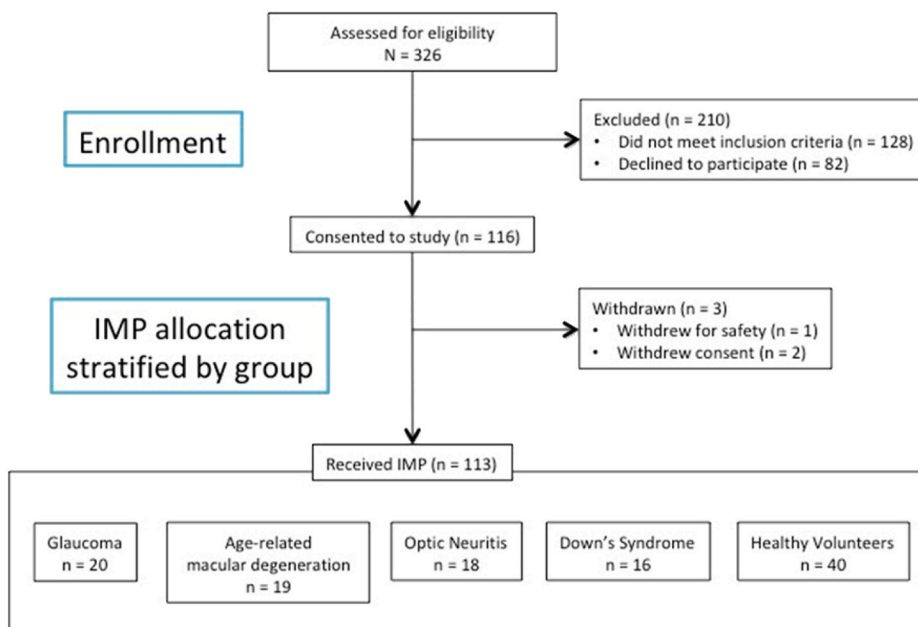 Assessed for eligibility
N = 326
Enrollment
Excluded (n = 210)
• Did not meet inclusion criteria (n = 128)
• Declined to participate (n = 82)
Consented to study (n = 116)
IMP allocation
stratified by group
Withdrawn (n = 3)
• Withdrew for safety (n = 1)
• Withdrew consent (n = 2)
Received IMP (n = 113)
Glaucoma
n = 20
Age-related
macular degeneration
n = 19
Optic Neuritis
n = 18
Down's Syndrome
n = 16
Healthy Volunteers
n = 40